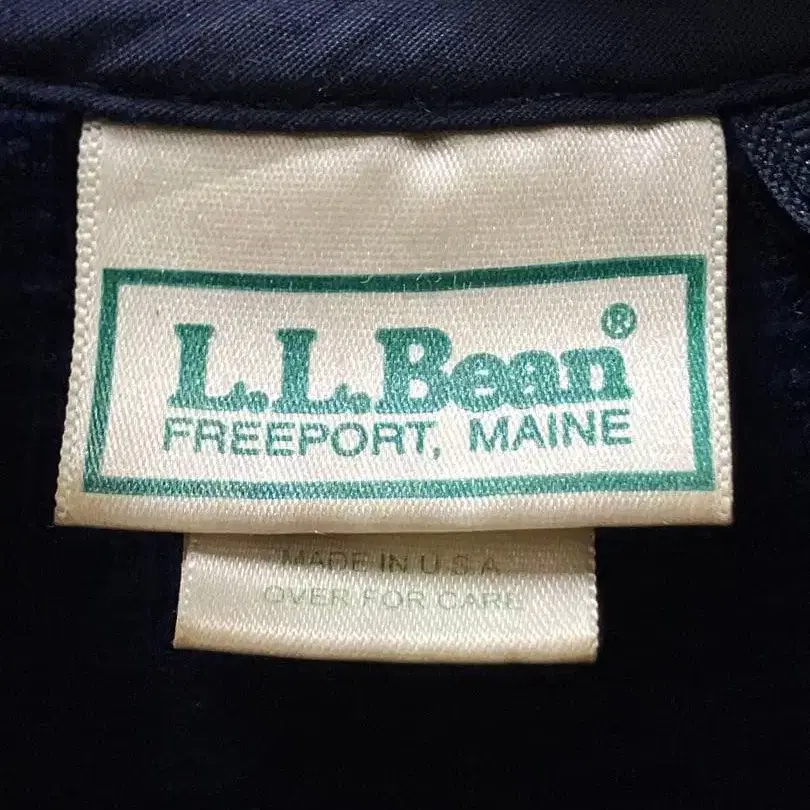 L.L.Bean®
FREEPORT, MAINE
MADE IN U.S.A
OVER FOR CARE